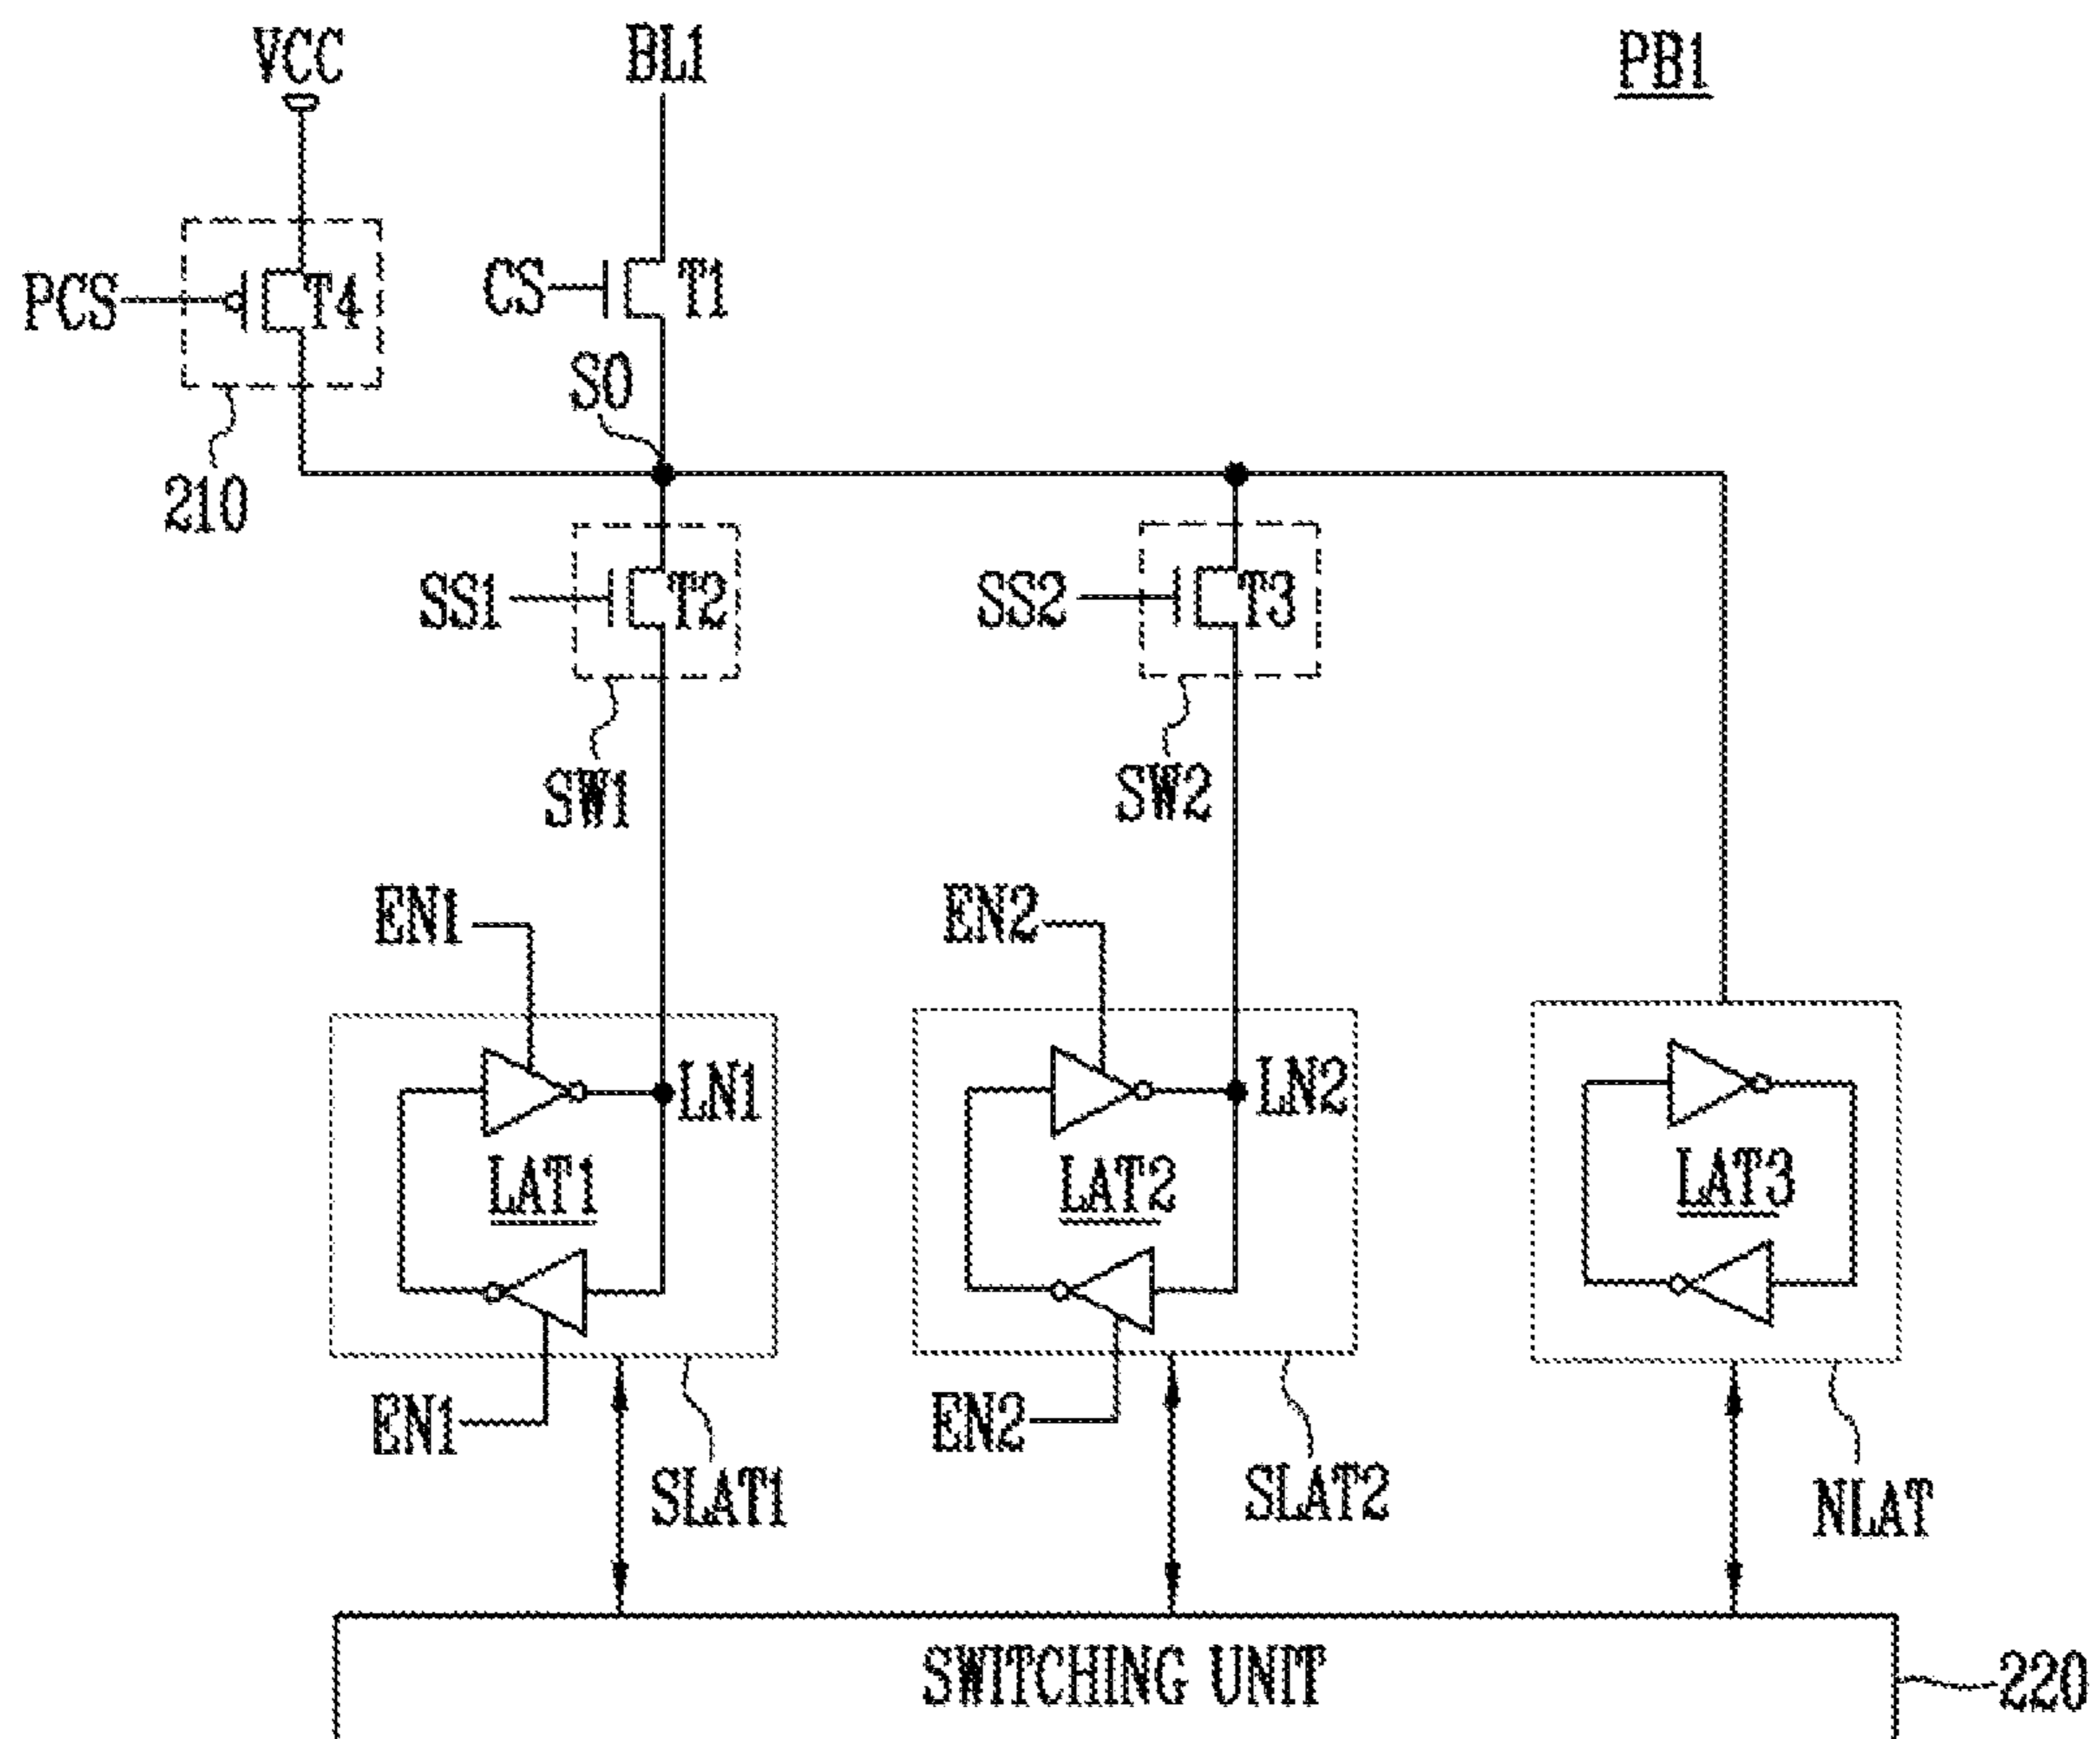 VCC
BL1
PB1
PCS
T4
CS
T1
SO
210
SS1
T2
SS2
T3
SW1
SW2
EN1
EN2
LN1
LN2
LAT1
LAT2
LAT3
EN1
EN2
SLAT1
SLAT2
NLAT
SWITCHING UNIT
220